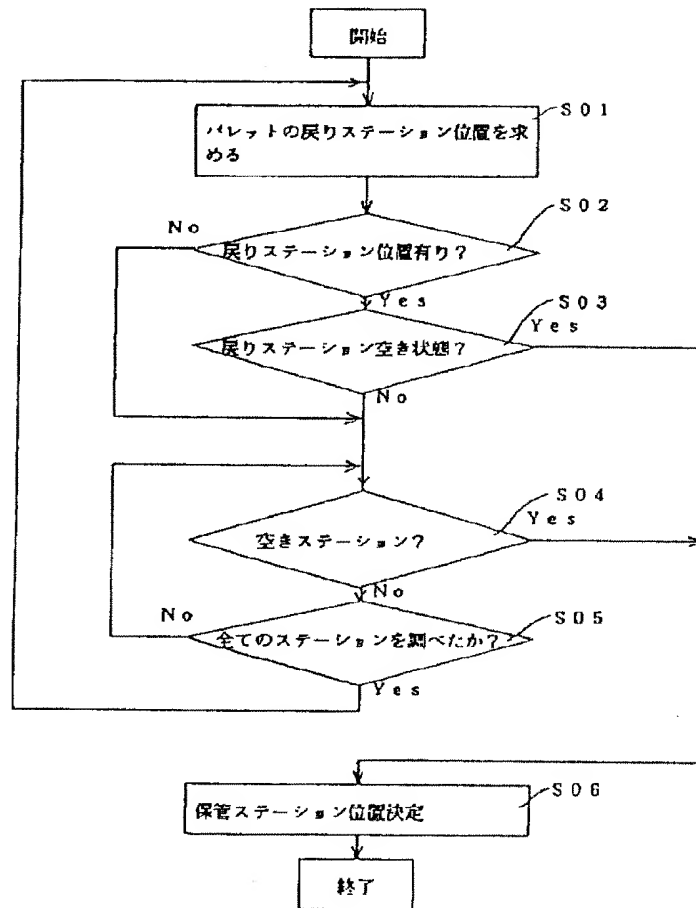 開始
S01
パレットの戻りステーション位置を求
める
S02
No
戻りステーション位置有り?
Yes
S03
Yes
戻りステーション空き状態?
No
S04
Yes
空きステーション?
No
No
S05
全てのステーションを調べたか?
Yes
S06
保管ステーション位置決定
終了